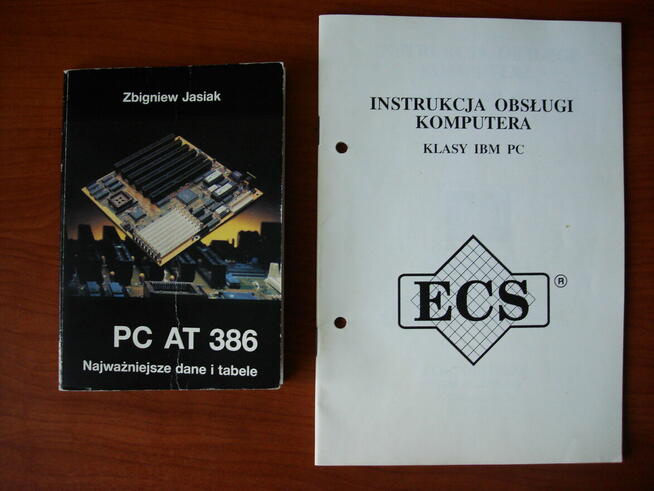 Zbigniew Jasiak
PC AT 386
Najważniejsze dane i tabele
INSTRUKCJA OBSŁUGI
KOMPUTERA
KLASY IBM PC
ECS ®